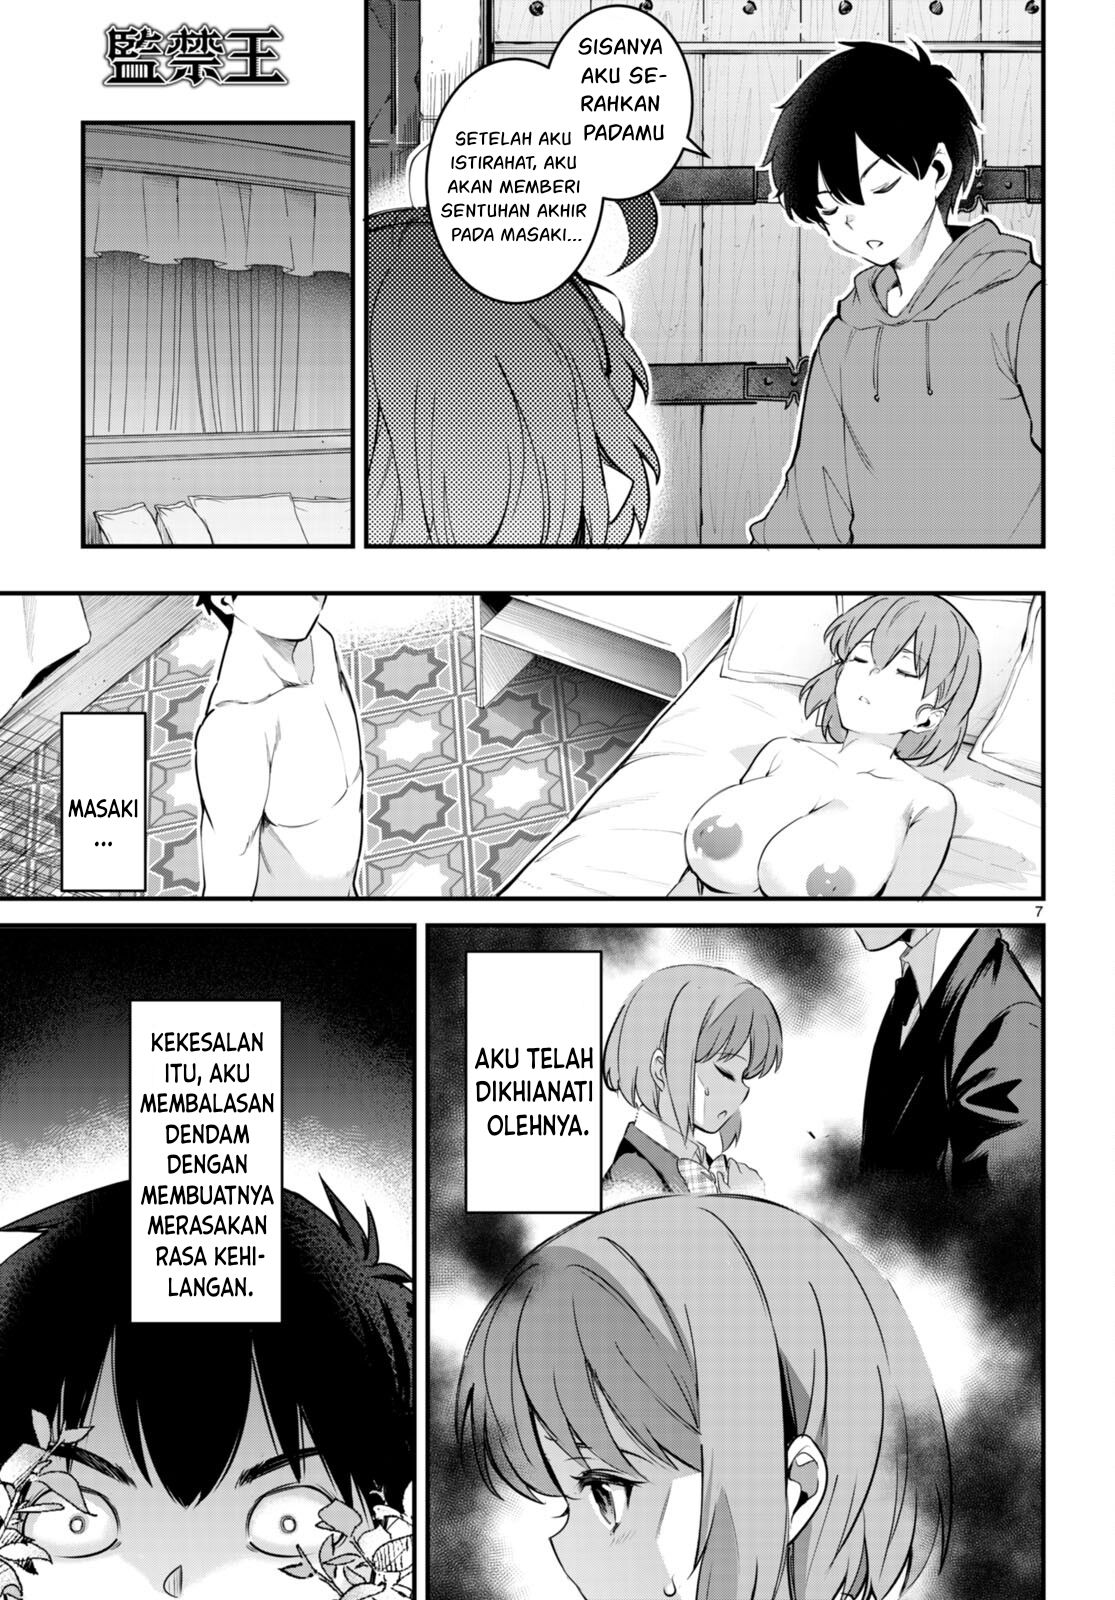 監禁王
SISANYA
AKU SE-
RAHKAN
PADAMU
SETELAH AKU
ISTIRAHAT, AKU
AKAN MEMBERI
SENTUHAN AKHIR
PADA MASAKI...
MASAKI
...
7
AKU TELAH
DIKHIANATI
OLEHNYA.
KEKESALAN
ITU, AKU
MEMBALASAN
DENDAM
DENGAN
MEMBUATNYA
MERASAKAN
RASA KEHI-
LANGAN.